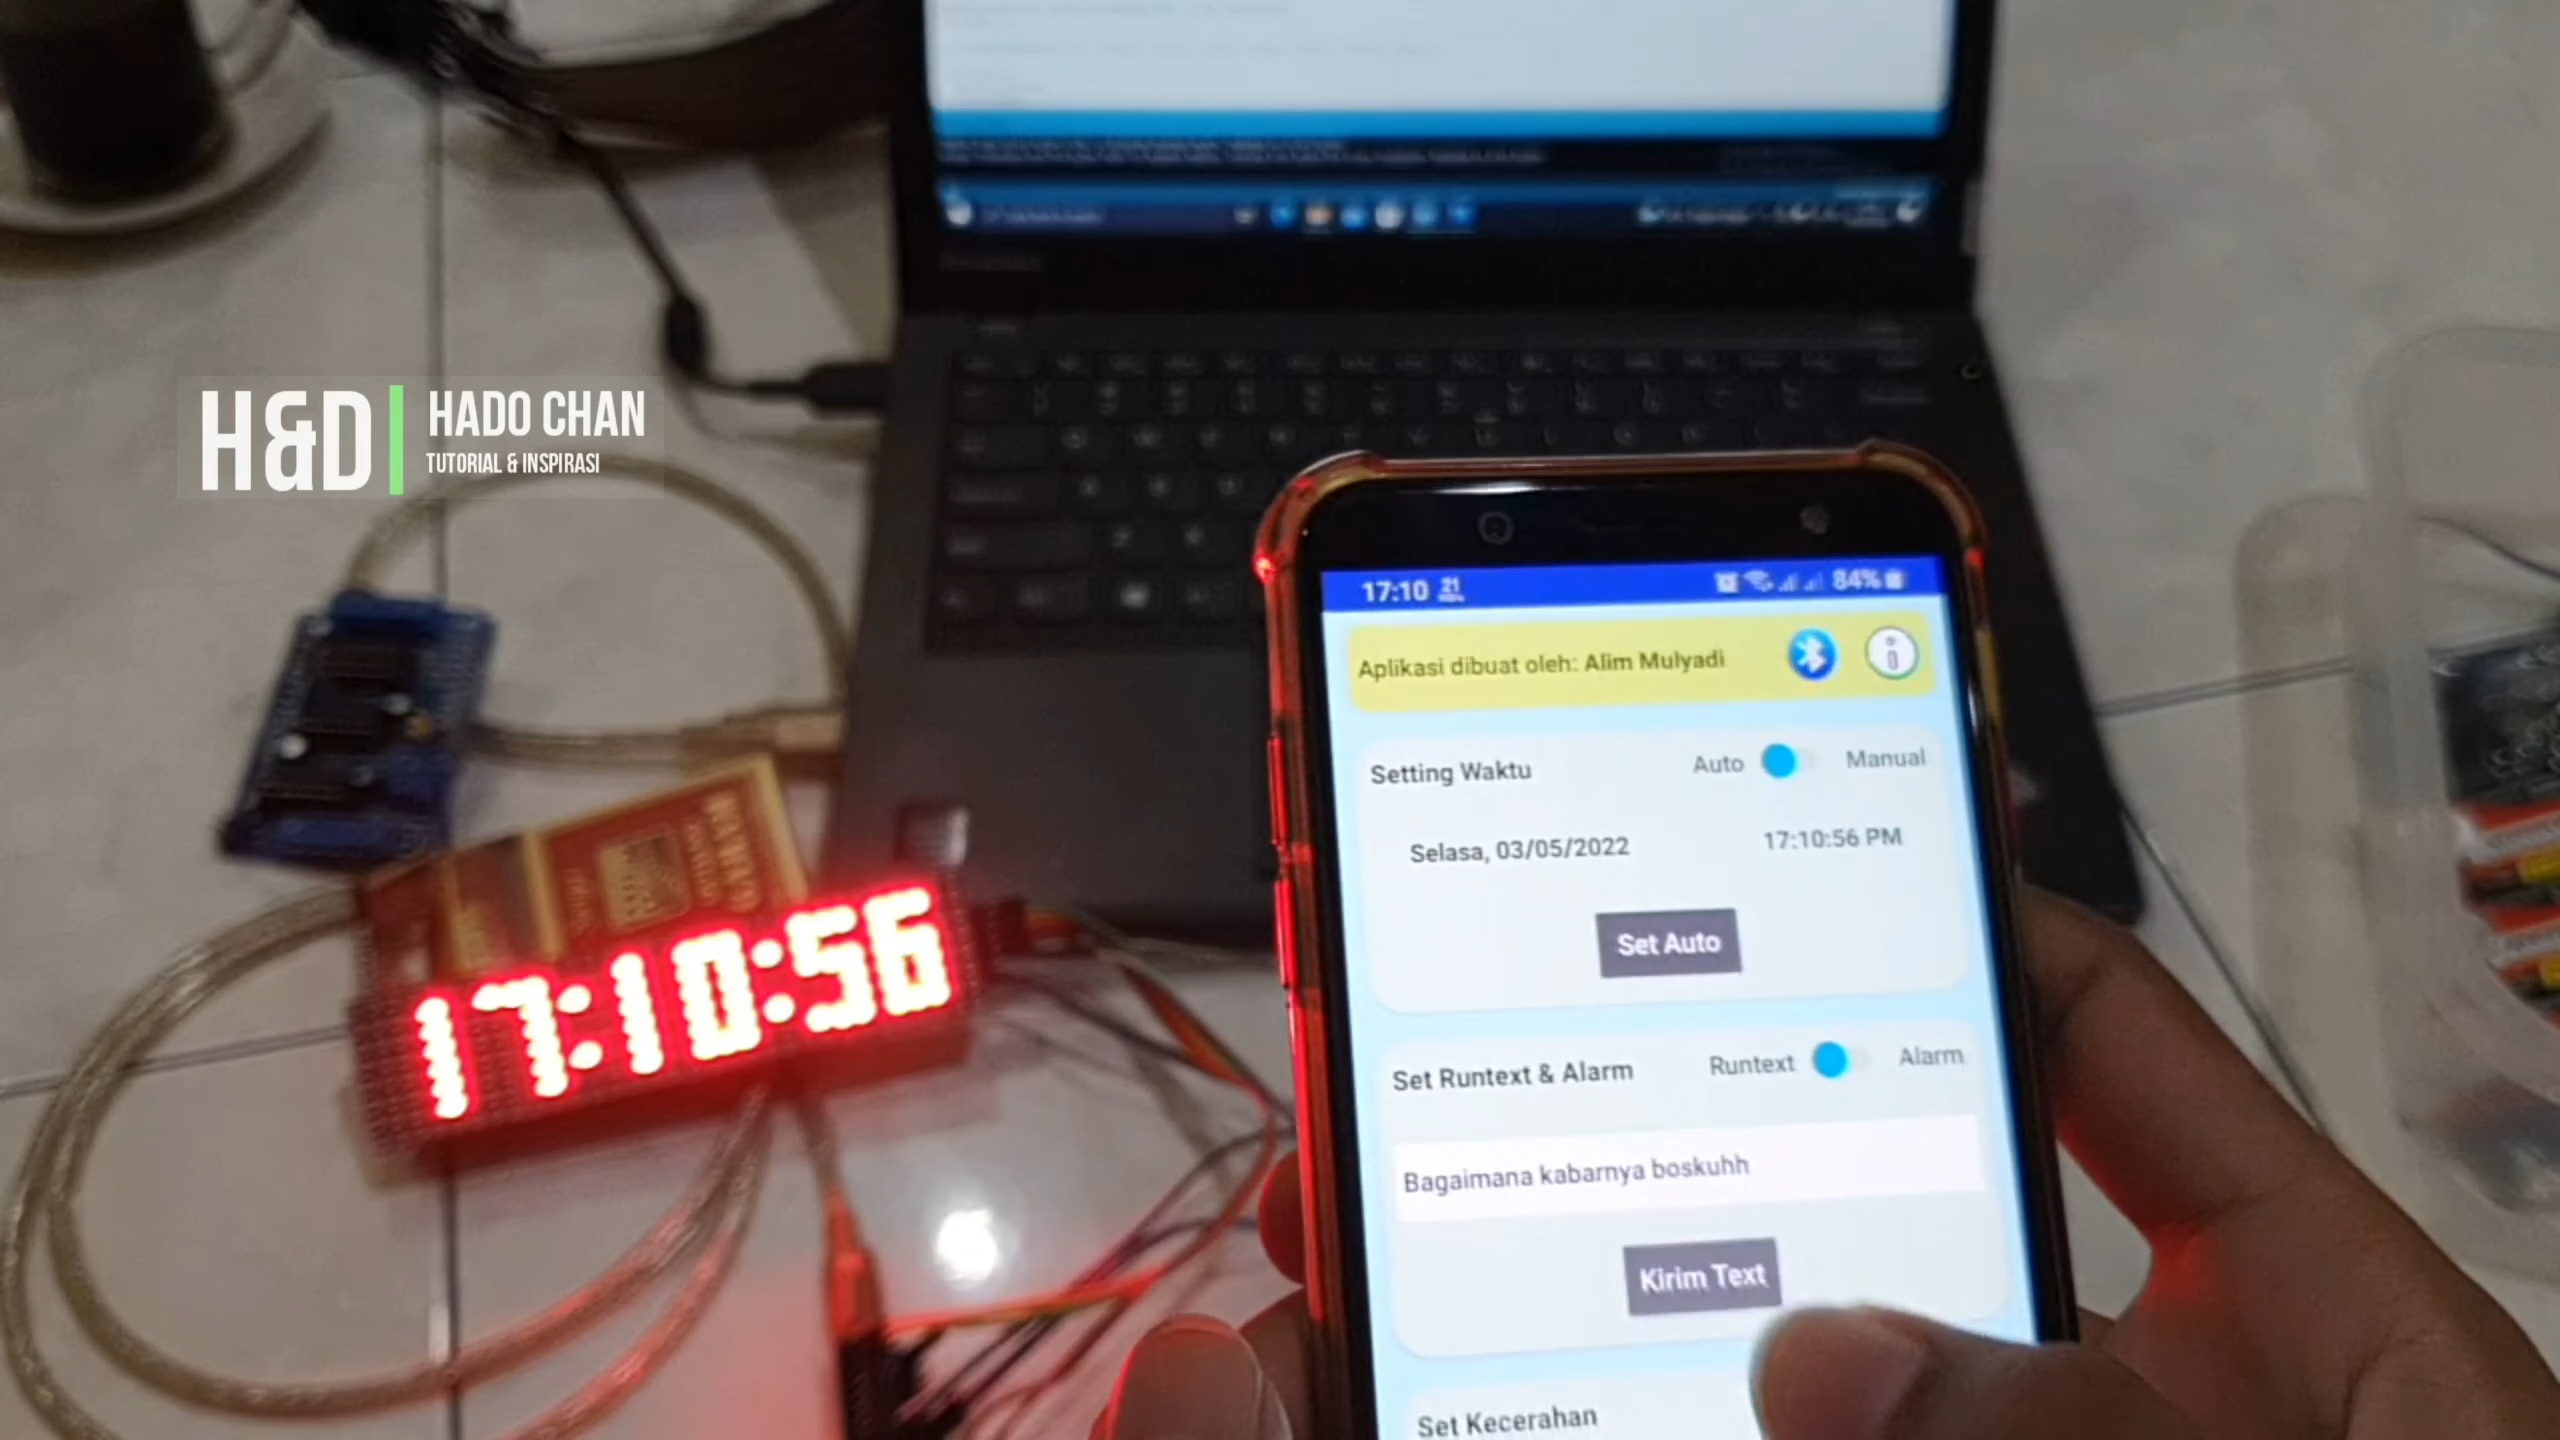 H&D
HADO CHAN
TUTORIAL & INSPIRASI
17:10 84%
Aplikasi dibuat oleh: Alim Mulyadi
Setting Waktu Auto Manual
Selasa, 03/05/2022 17:10:56 PM
Set Auto
Set Runtext & Alarm Runtext Alarm
Bagaimana kabarnya boskuhh
Kirim Text
Set Kecerahan
17:10:56